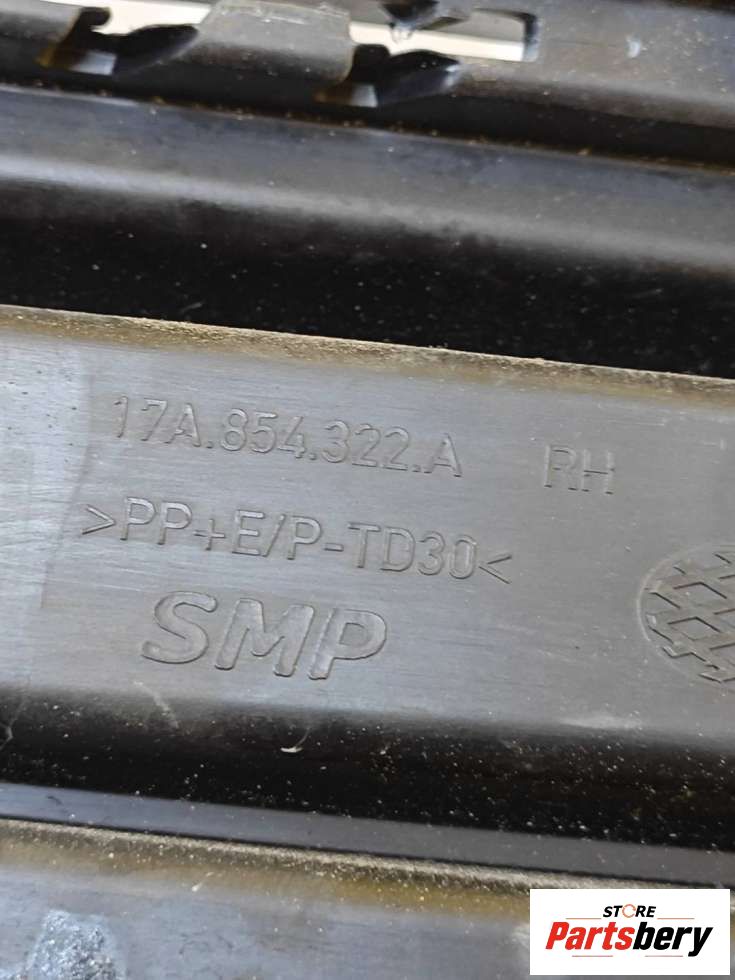 17A.854.322.A RH
>PP+E/P-TD30<
SMP
STORE
Partsbery